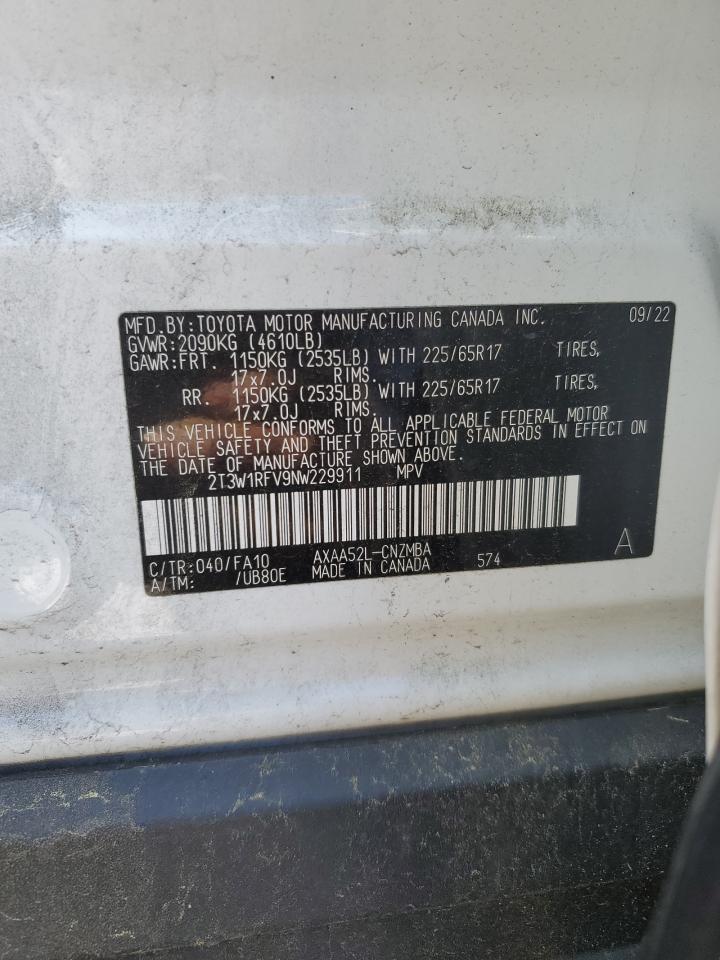 MFD.BY:TOYOTA MOTOR MANUFACTURING CANADA INC. 09/22
GVWR:2090KG (4610LB)
GAWR:FRT. 1150KG (2535LB) WITH 225/65R17 TIRES,
17x7.0J RIMS.
RR. 1150KG (2535LB) WITH 225/65R17 TIRES,
17x7.0J RIMS.
THIS VEHICLE CONFORMS TO ALL APPLICABLE FEDERAL MOTOR
VEHICLE SAFETY AND THEFT PREVENTION STANDARDS IN EFFECT ON
THE DATE OF MANUFACTURE SHOWN ABOVE.
2T3W1RFV9NW229911 MPV
C/TR:040/FA10 AXAA52L-CNZMBA 574 A
A/TM: /UB80E MADE IN CANADA